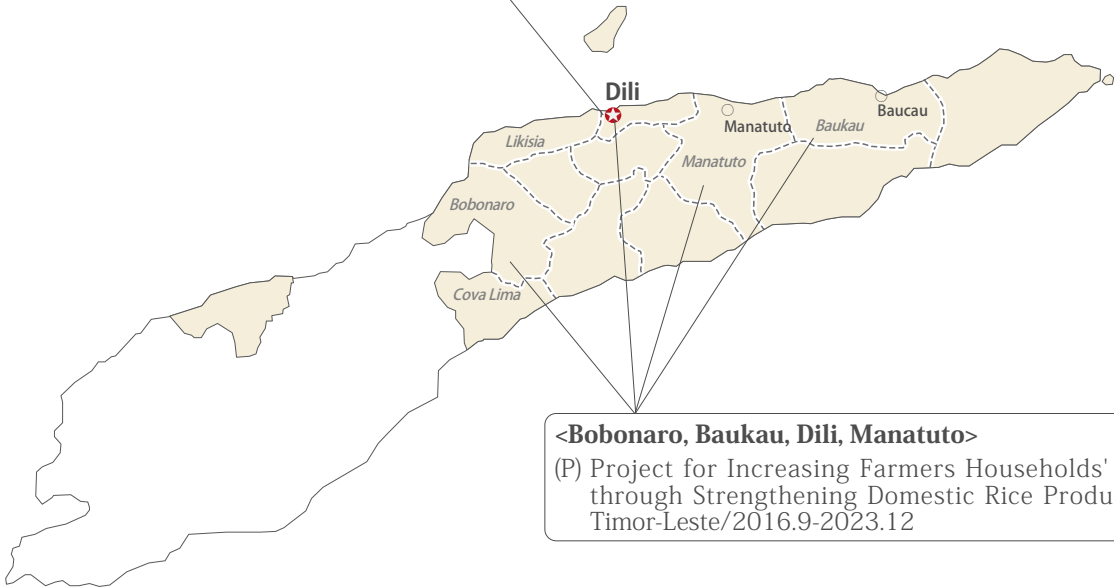 Dili
Baucau
Manatuto
Baukau
Likisia
Manatuto
Bobonaro
Cova Lima
<Bobonaro, Baukau, Dili, Manatuto>
(P) Project for Increasing Farmers Households'
through Strengthening Domestic Rice Produ
Timor-Leste/2016.9-2023.12